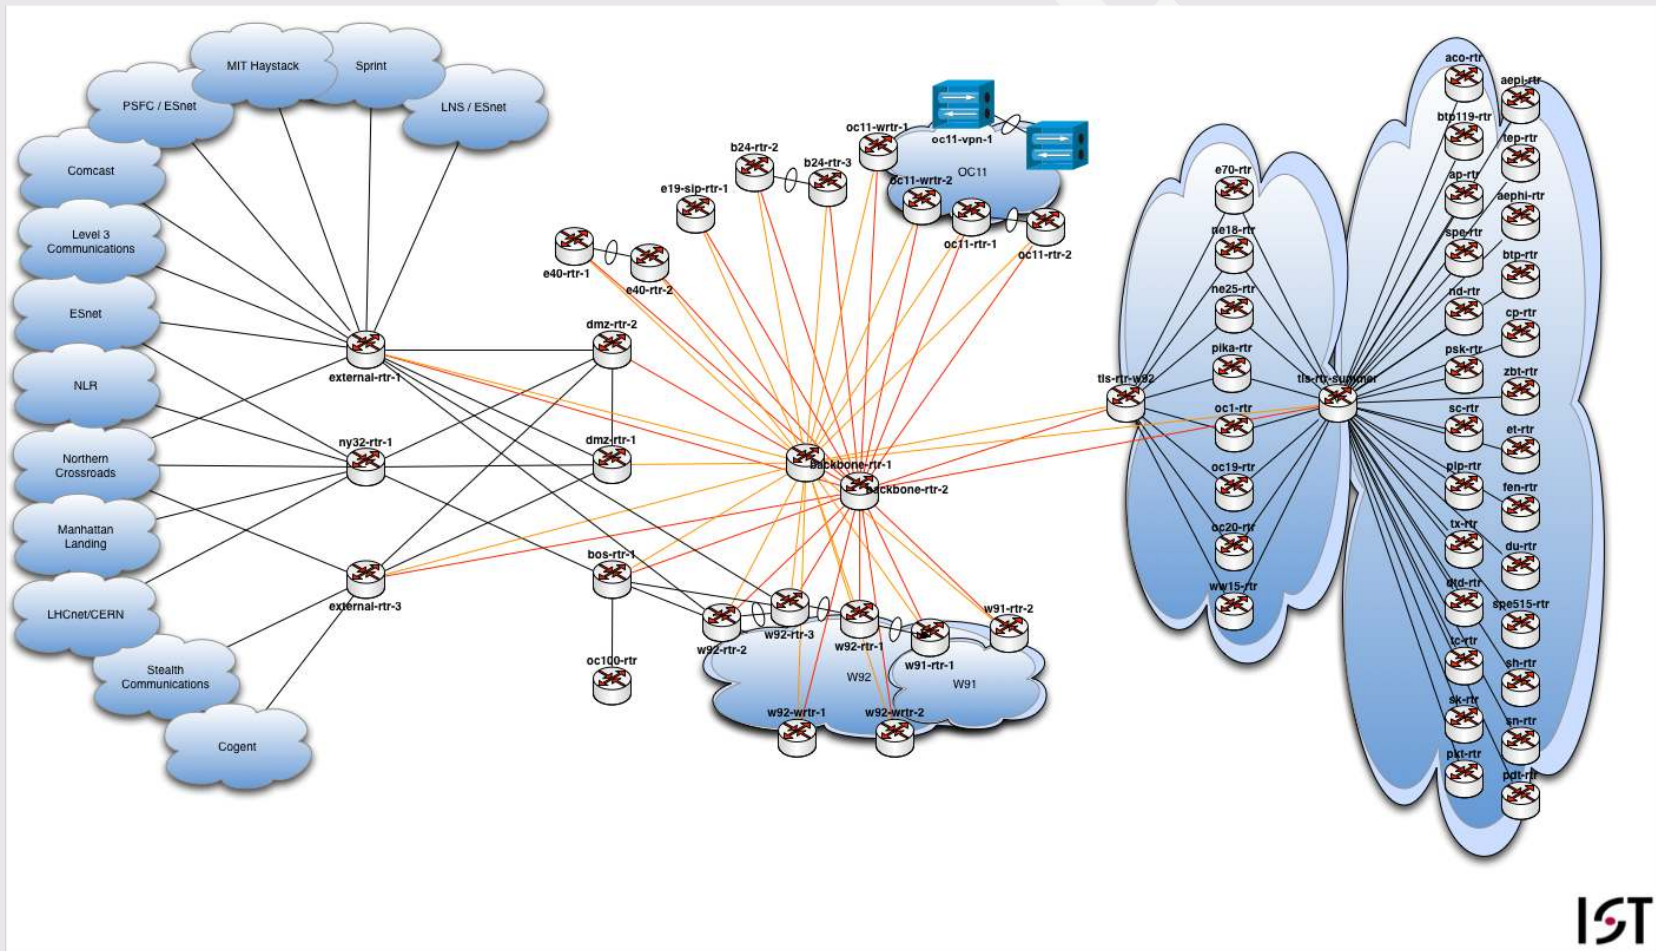 MIT Haystack
Sprint
PSFC / ESnet
LNS / ESnet
Comcast
Level 3
Communications
ESnet
NLR
Northern
Crossroads
Manhattan
Landing
LHCnet/CERN
Stealth
Communications
Cogent
external-rtr-1
ny32-rtr-1
external-rtr-3
dmz-rtr-2
dmz-rtr-1
bos-rtr-1
oc100-rtr
e40-rtr-1
e40-rtr-2
e19-sip-rtr-1
b24-rtr-2
b24-rtr-3
oc11-wrtr-1
oc11-vpn-1
OC11
oc11-wrtr-2
oc11-rtr-1
oc11-rtr-2
backbone-rtr-1
backbone-rtr-2
w92-rtr-2
w92-rtr-3
w92-rtr-1
w91-rtr-1
w91-rtr-2
W92
W91
w92-wrtr-1
w92-wrtr-2
tls-rtr-w92
e70-rtr
ne18-rtr
ne25-rtr
pika-rtr
oc1-rtr
oc19-rtr
oc20-rtr
ww15-rtr
tls-rtr-summer
aco-rtr
btp119-rtr
ap-rtr
spe-rtr
nd-rtr
psk-rtr
sc-rtr
plp-rtr
tx-rtr
dtd-rtr
tc-rtr
sk-rtr
pkt-rtr
aepi-rtr
tep-rtr
aephi-rtr
btp-rtr
cp-rtr
zbt-rtr
et-rtr
fen-rtr
du-rtr
spe515-rtr
sh-rtr
sn-rtr
pdt-rtr
IST